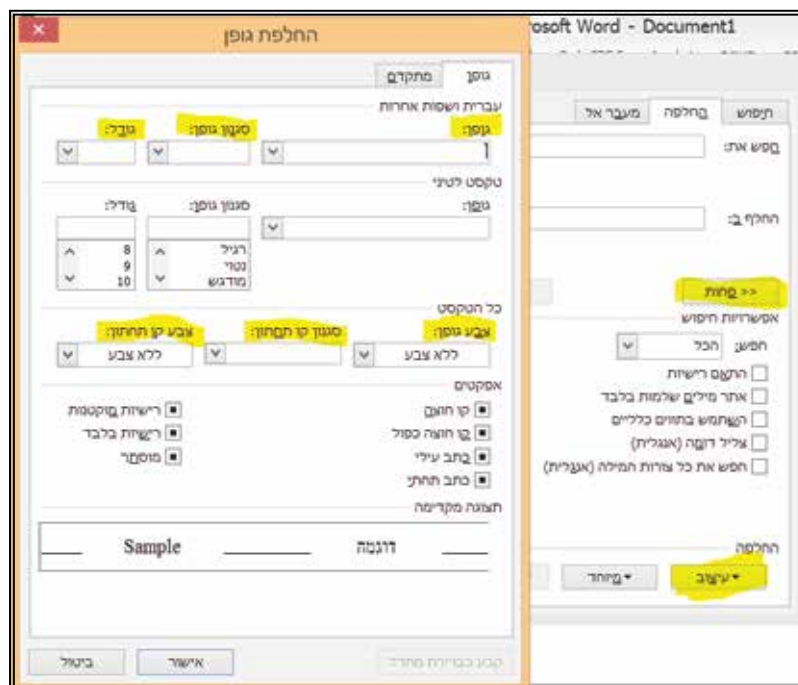 החלפת גופן
גופן מתקדם
עברית ושפות אחרות
גופן: סגנון גופן: גודל:
טקסט לטיני
גופן: סגנון גופן: גודל:
רגיל 8
נטוי 9
מודגש 10
כל הטקסט
צבע גופן: סגנון קו תחתון: צבע קו תחתון:
ללא צבע ללא צבע
אפקטים
קו חוצה רישיות מוקטנות
קו חוצה כפול רישיות בלבד
כתב עילי מוסתר
כתב תחתי
תצוגה מקדימה
דוגמה Sample
אישור ביטול
osoft Word - Document1
חיפוש החלפה מעבר אל
חפש את:
החלף ב:
<< פחות
אפשרויות חיפוש
חפש: הכל
התאם רישיות
אתר מילים שלמות בלבד
השתמש בתווים כלליים
צליל דומה (אנגלית)
חפש את כל צורות המילה (אנגלית)
החלפה
עיצוב מיוחד